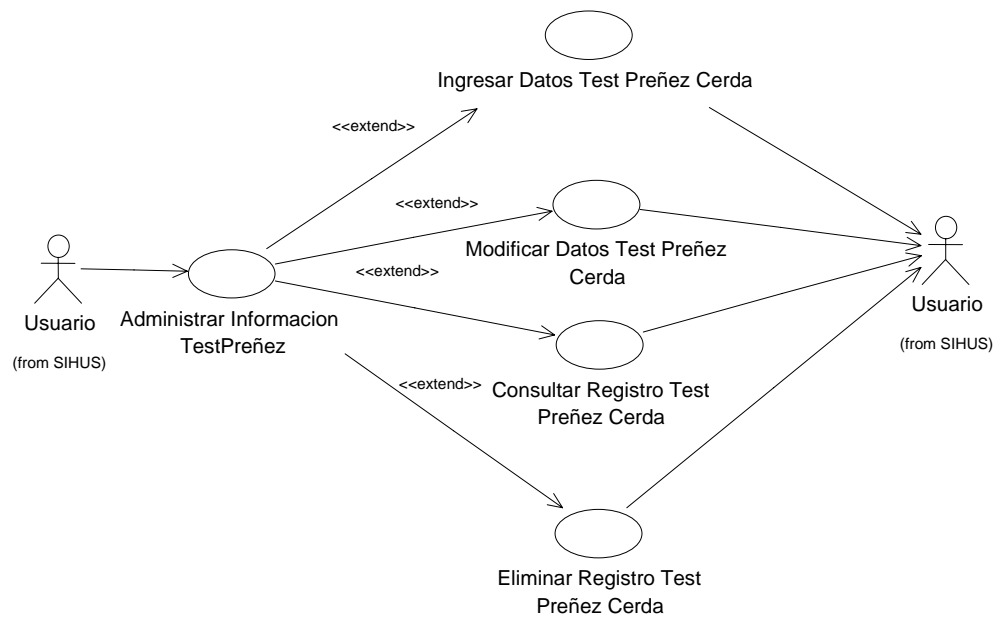 Ingresar Datos Test Preñez Cerda
<<extend>>
<<extend>>
Modificar Datos Test Preñez
Cerda
<<extend>>
Usuario
(from SIHUS)
Administrar Informacion
TestPreñez
Usuario
(from SIHUS)
<<extend>>
Consultar Registro Test
Preñez Cerda
Eliminar Registro Test
Preñez Cerda